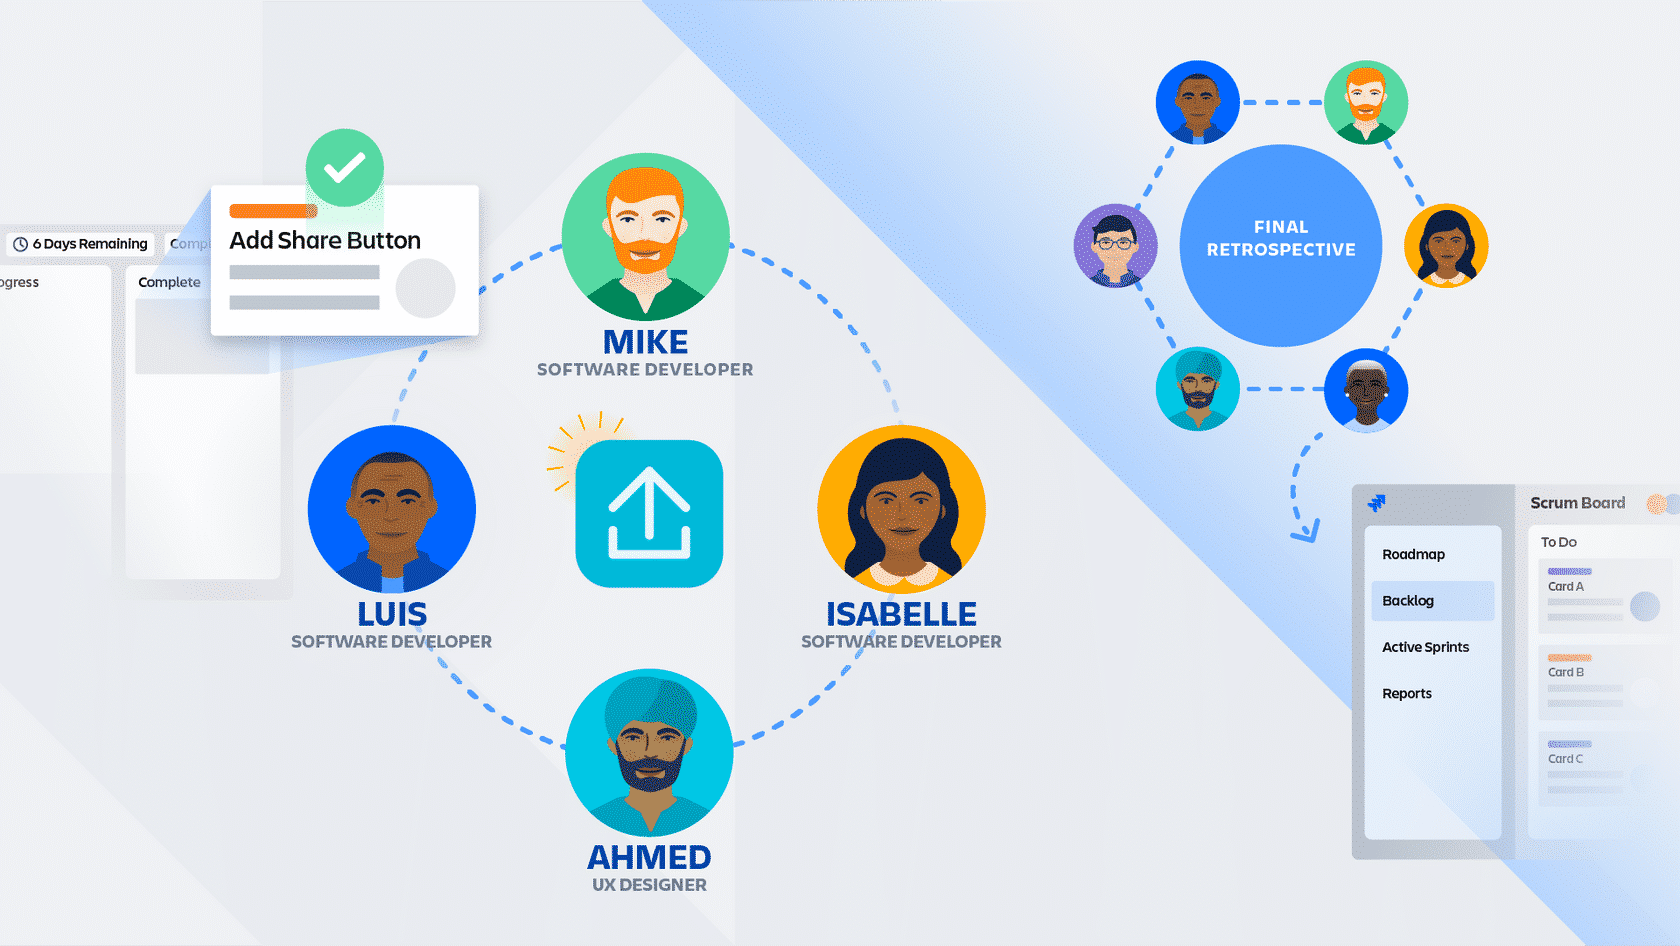 6 Days Remaining
Compl
ogress
Complete
Add Share Button
MIKE
SOFTWARE DEVELOPER
LUIS
SOFTWARE DEVELOPER
ISABELLE
SOFTWARE DEVELOPER
AHMED
UX DESIGNER
FINAL
RETROSPECTIVE
Roadmap
Backlog
Active Sprints
Reports
Scrum Board
To Do
Card A
Card B
Card C